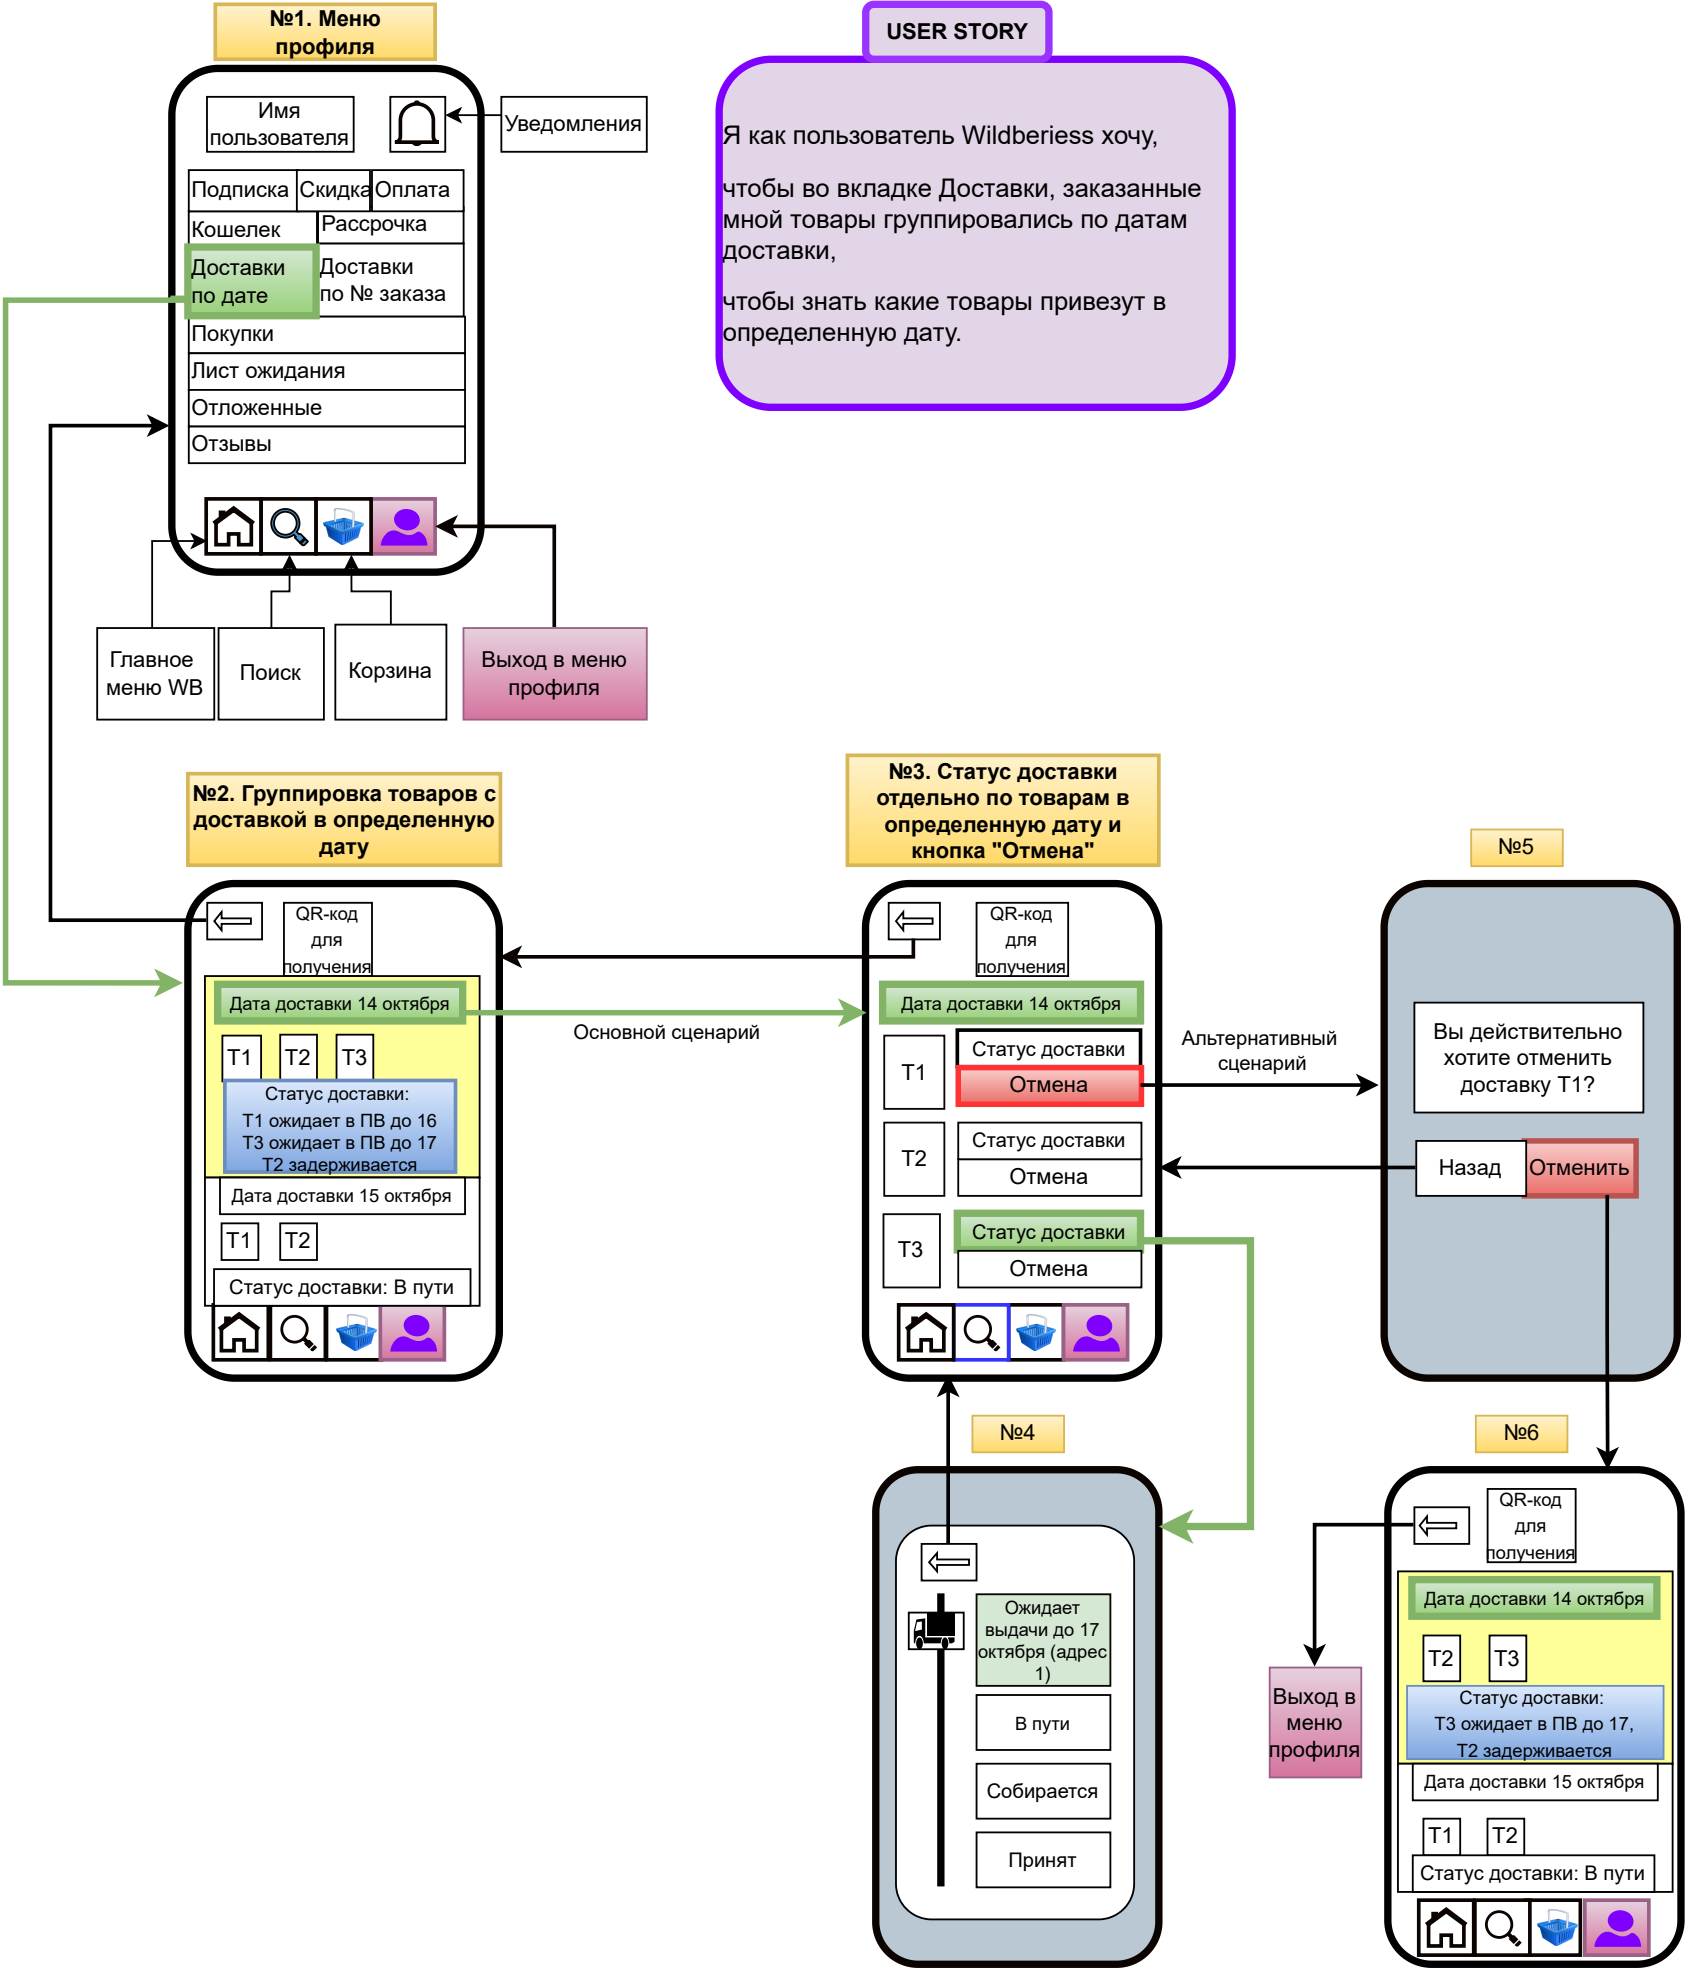 №1. Меню
профиля
Имя
пользователя
Уведомления
Подписка
Скидка
Оплата
Кошелек
Рассрочка
Доставки
по дате
Доставки
по № заказа
Покупки
Лист ожидания
Отложенные
Отзывы
Главное
меню WB
Поиск
Корзина
Выход в меню
профиля
USER STORY
Я как пользователь Wildberiess хочу,
чтобы во вкладке Доставки, заказанные
мной товары группировались по датам
доставки,
чтобы знать какие товары привезут в
определенную дату.
№2. Группировка товаров с
доставкой в определенную
дату
QR-код
для
получения
Дата доставки 14 октября
Т1
Т2
Т3
Статус доставки:
Т1 ожидает в ПВ до 16
Т3 ожидает в ПВ до 17
Т2 задерживается
Дата доставки 15 октября
Т1
Т2
Статус доставки: В пути
Основной сценарий
№3. Статус доставки
отдельно по товарам в
определенную дату и
кнопка "Отмена"
QR-код
для
получения
Дата доставки 14 октября
Т1
Статус доставки
Отмена
Т2
Статус доставки
Отмена
Т3
Статус доставки
Отмена
Альтернативный
сценарий
№5
Вы действительно
хотите отменить
доставку Т1?
Назад
Отменить
№4
Ожидает
выдачи до 17
октября (адрес
1)
В пути
Собирается
Принят
№6
QR-код
для
получения
Дата доставки 14 октября
Т2
Т3
Статус доставки:
Т3 ожидает в ПВ до 17,
Т2 задерживается
Дата доставки 15 октября
Т1
Т2
Статус доставки: В пути
Выход в
меню
профиля